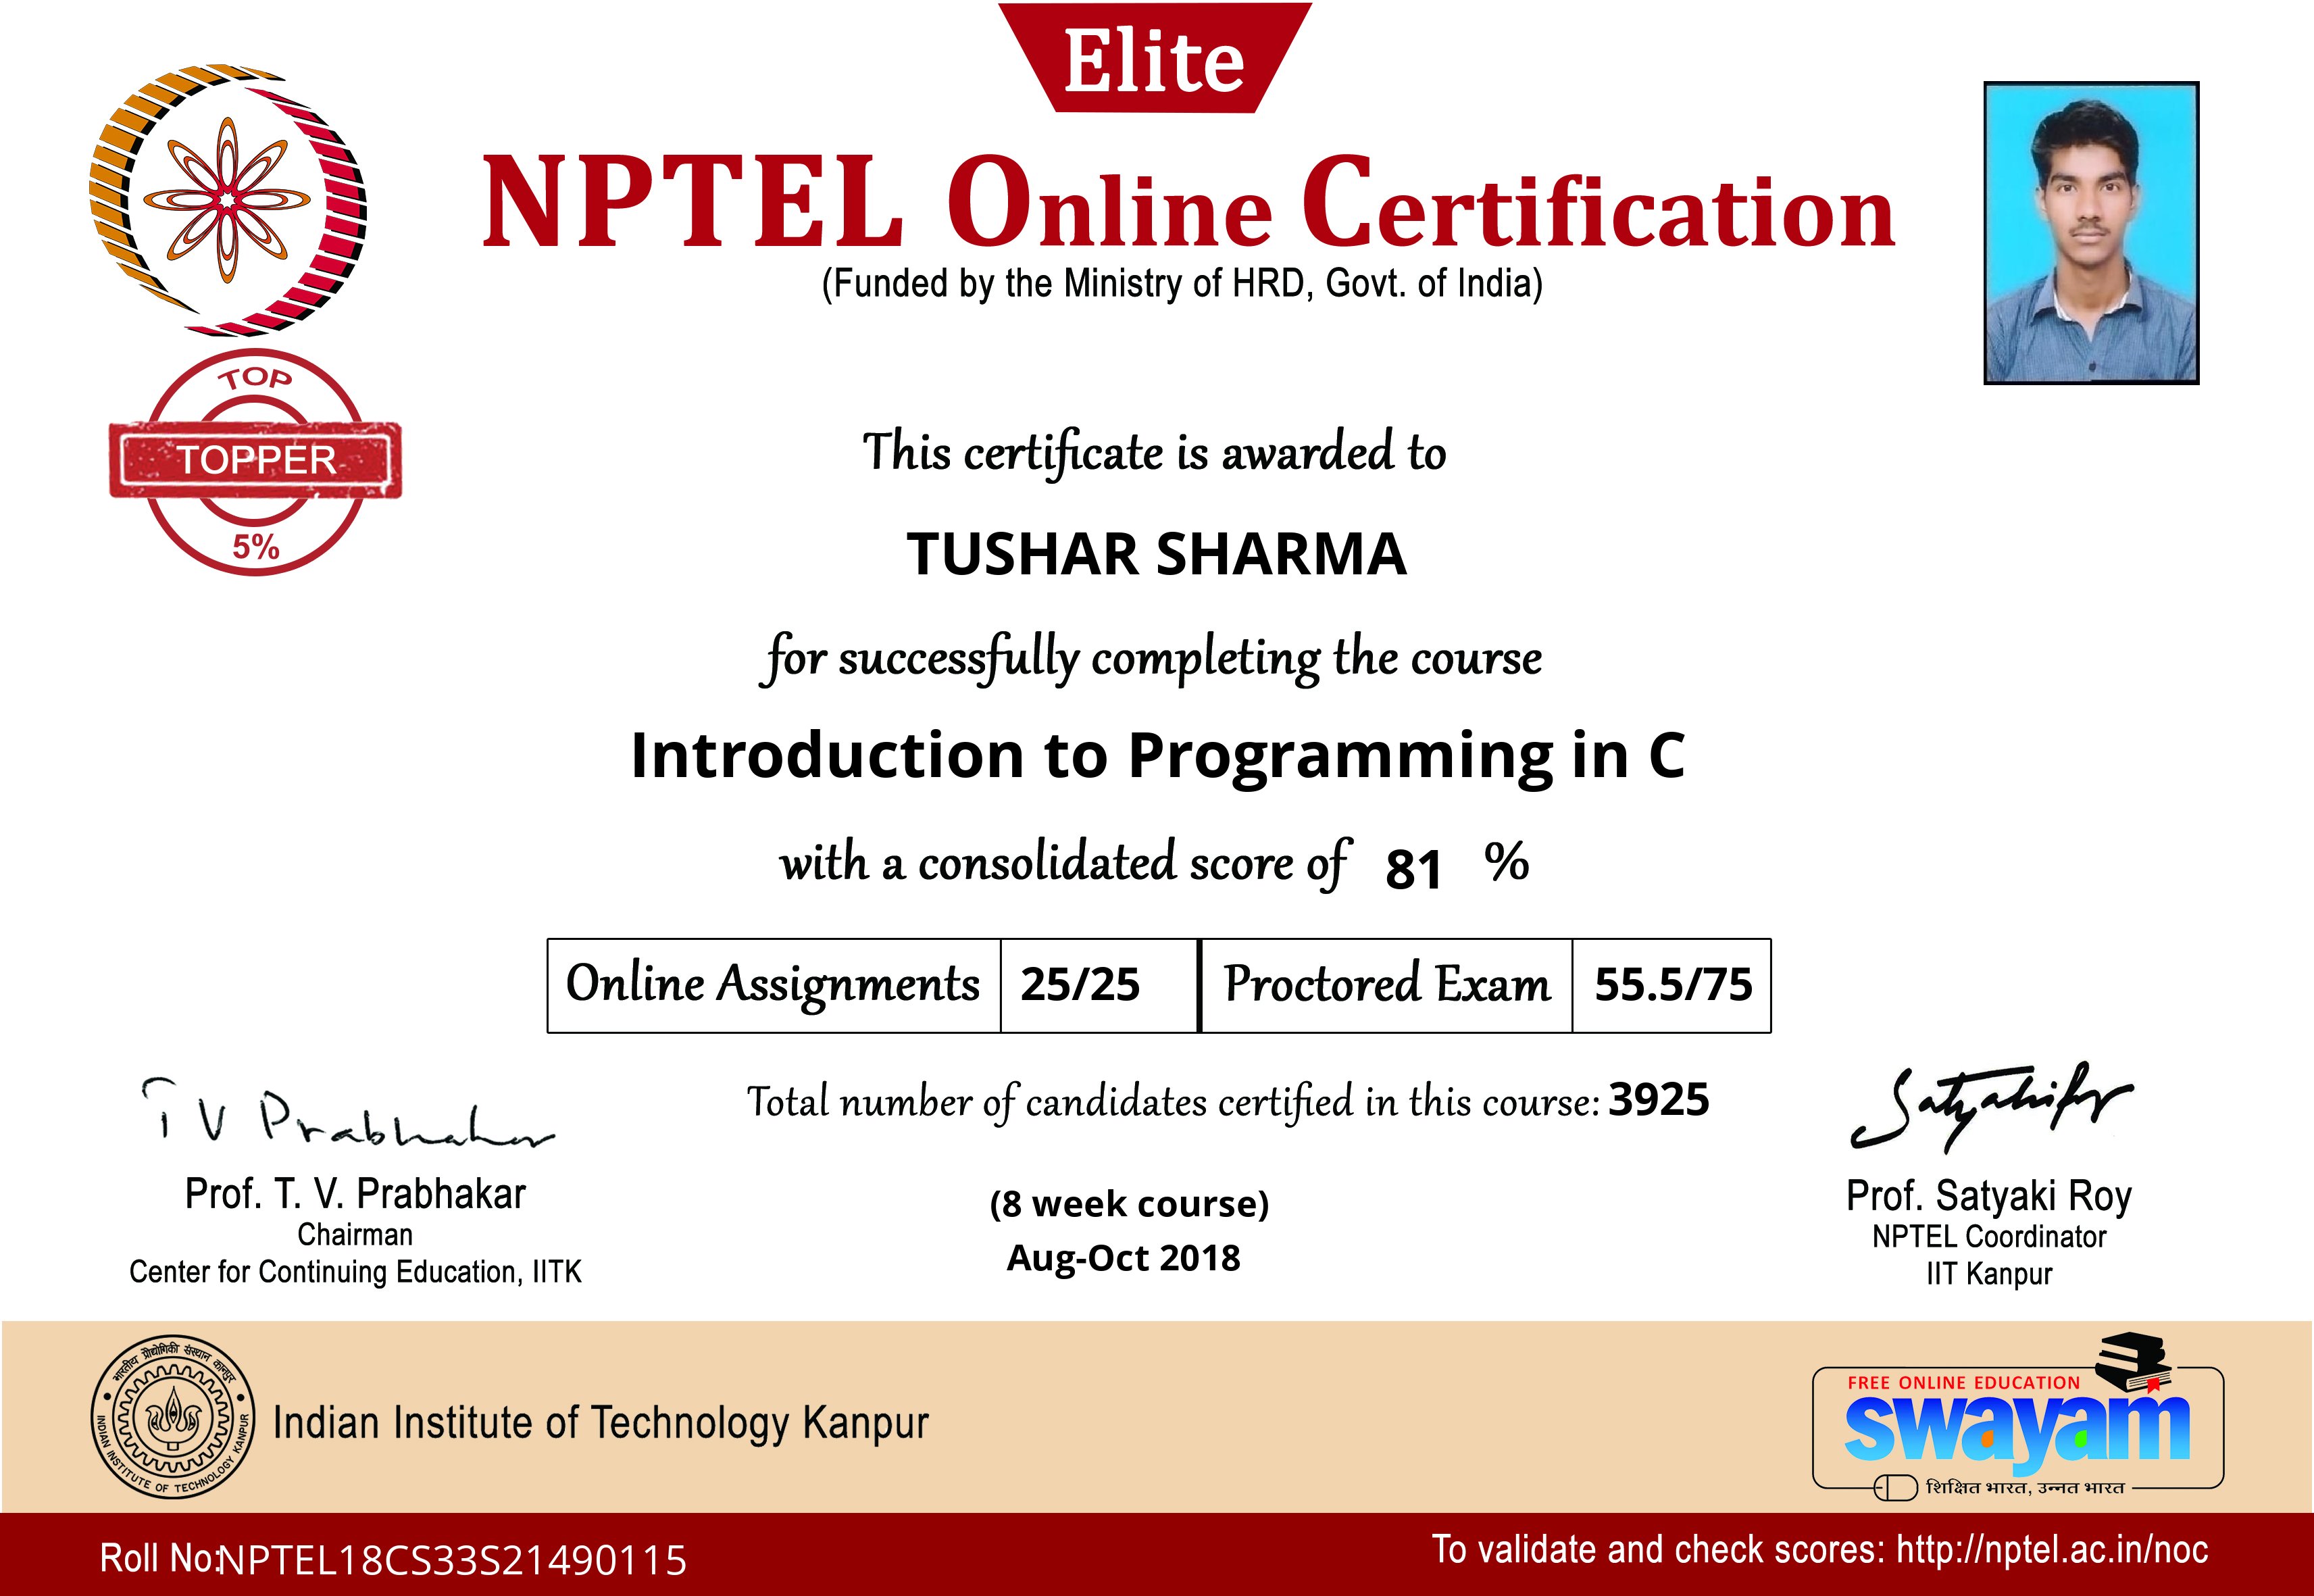 Elite
NPTEL Online Certification
(Funded by the Ministry of HRD, Govt. of India)
TOP
TOPPER
5%
This certificate is awarded to
TUSHAR SHARMA
for successfully completing the course
Introduction to Programming in C
with a consolidated score of 81 %
Online Assignments 25/25 Proctored Exam 55.5/75
Total number of candidates certified in this course: 3925
T V Prabhakar
Prof. T. V. Prabhakar
Chairman
Center for Continuing Education, IITK
(8 week course)
Aug-Oct 2018
Prof. Satyaki Roy
NPTEL Coordinator
IIT Kanpur
भारतीय प्रौद्योगिकी संस्थान कानपुर
INDIAN INSTITUTE OF TECHNOLOGY KANPUR
Indian Institute of Technology Kanpur
FREE ONLINE EDUCATION
swayam
शिक्षित भारत, उन्नत भारत
Roll No:NPTEL18CS33S21490115
To validate and check scores: http://nptel.ac.in/noc